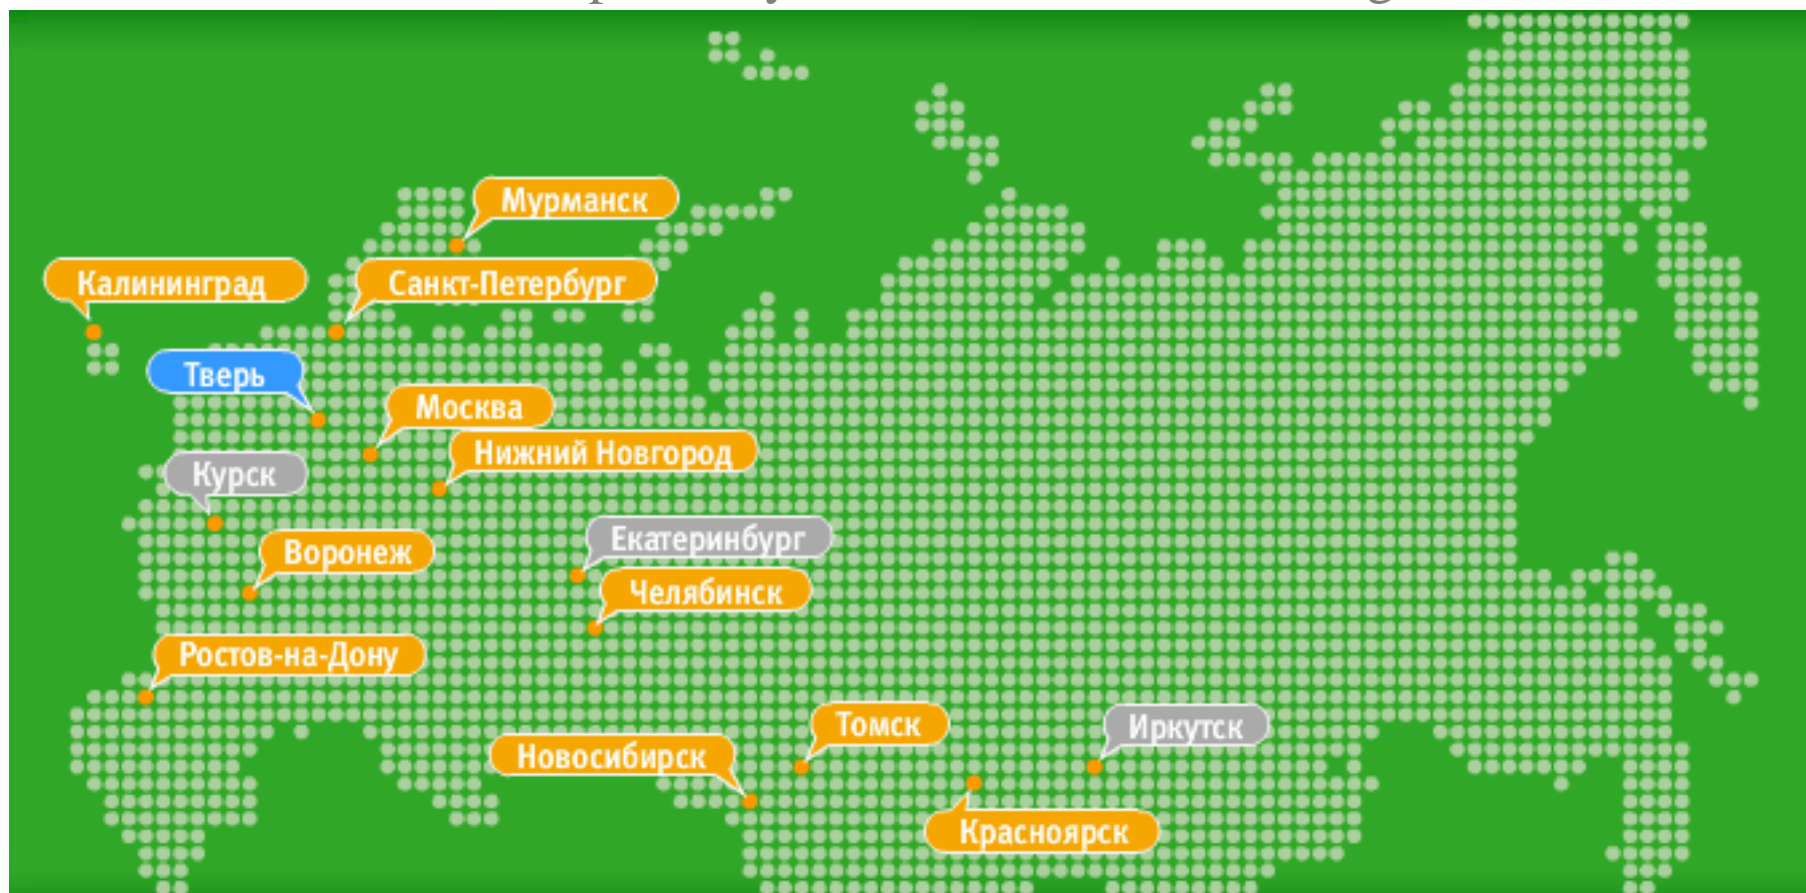 Мурманск
Калининград
Санкт-Петербург
Тверь
Москва
Нижний Новгород
Курск
Екатеринбург
Воронеж
Челябинск
Ростов-на-Дону
Томск
Иркутск
Новосибирск
Красноярск